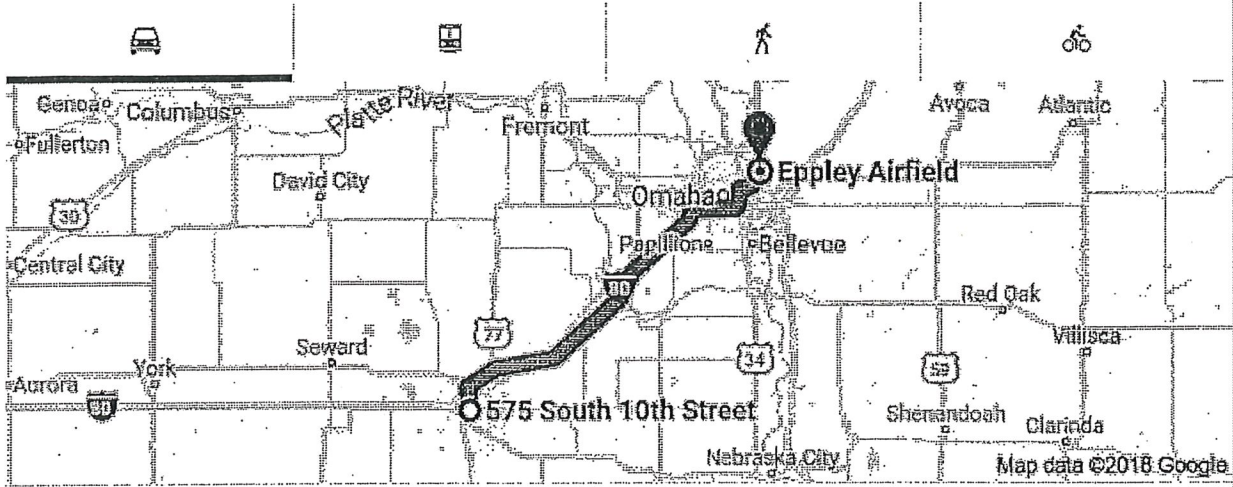 Genoa
Columbus
Platte River
Fremont
Avoca
Atlantic
Fullerton
David City
Eppley Airfield
Omaha
30
Papillion
Bellevue
Central City
80
Red Oak
77
Seward
34
Villisca
59
Aurora
York
80
575 South 10th Street
Shenandoah
Clarinda
Nebraska City
Map data ©2018 Google